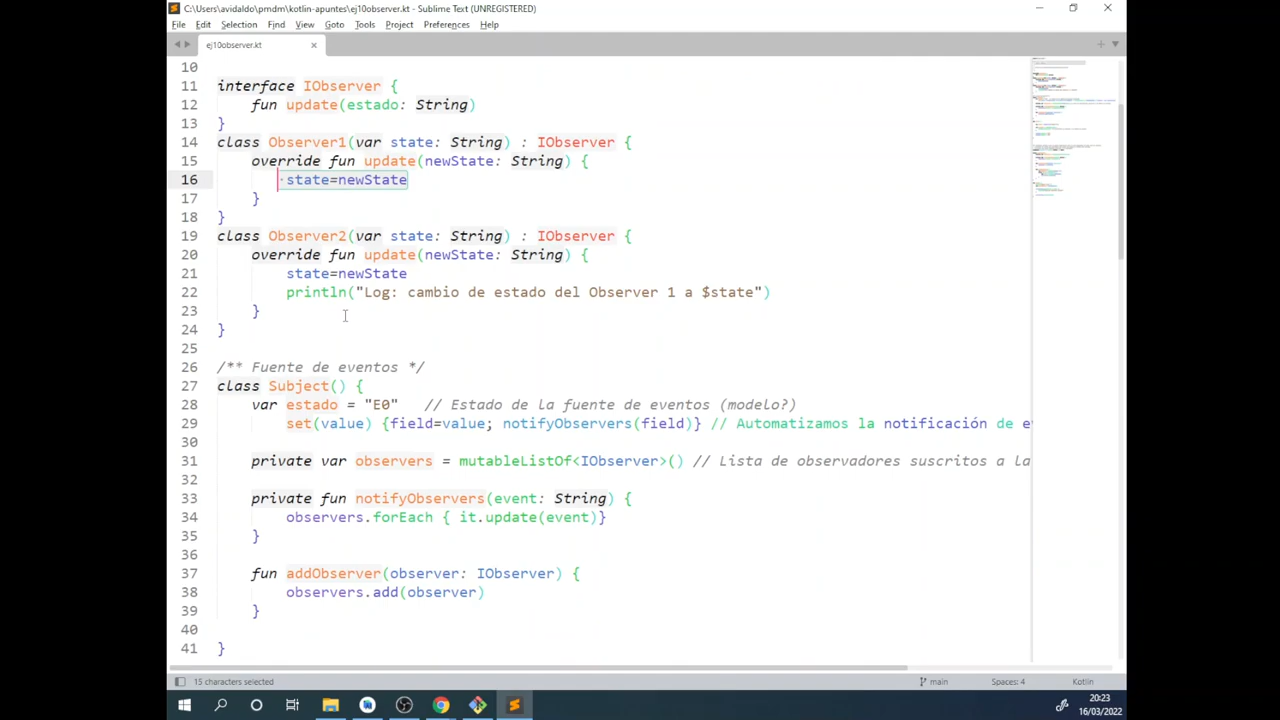 C:\Users\avidaldo\pmdm\kotlin-apuntes\ej10observer.kt - Sublime Text (UNREGISTERED)
File Edit Selection Find View Goto Tools Project Preferences Help
ej10observer.kt
10
11 interface IObserver {
12 fun update(estado: String)
13 }
14 class Observer1(var state: String) : IObserver {
15 override fun update(newState: String) {
16 state=newState
17 }
18 }
19 class Observer2(var state: String) : IObserver {
20 override fun update(newState: String) {
21 state=newState
22 println("Log: cambio de estado del Observer 1 a $state")
23 }
24 }
25
26 /** Fuente de eventos */
27 class Subject() {
28 var estado = "E0" // Estado de la fuente de eventos (modelo?)
29 set(value) {field=value; notifyObservers(field)} // Automatizamos la notificación de e
30
31 private var observers = mutableListOf<IObserver>() // Lista de observadores suscritos a la
32
33 private fun notifyObservers(event: String) {
34 observers.forEach { it.update(event)}
35 }
36
37 fun addObserver(observer: IObserver) {
38 observers.add(observer)
39 }
40
41 }
15 characters selected main Spaces: 4 Kotlin
20:23
16/03/2022